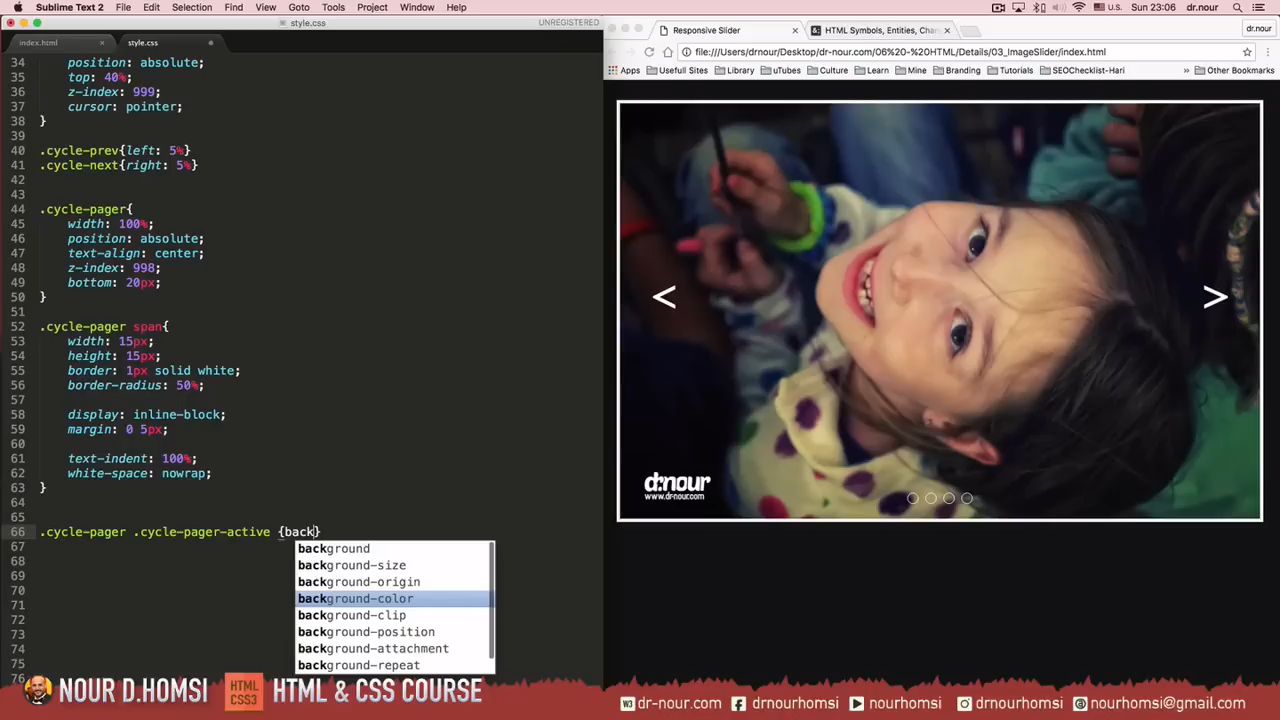 Sublime Text 2 File Edit Selection Find View Goto Tools Project Window Help U.S. Sun 23:06 dr.nour
style.css UNREGISTERED
index.html style.css
34 position: absolute;
35 top: 40%;
36 z-index: 999;
37 cursor: pointer;
38 }
39
40 .cycle-prev{left: 5%}
41 .cycle-next{right: 5%}
42
43
44 .cycle-pager{
45 width: 100%;
46 position: absolute;
47 text-align: center;
48 z-index: 998;
49 bottom: 20px;
50 }
51
52 .cycle-pager span{
53 width: 15px;
54 height: 15px;
55 border: 1px solid white;
56 border-radius: 50%;
57
58 display: inline-block;
59 margin: 0 5px;
60
61 text-indent: 100%;
62 white-space: nowrap;
63 }
64
65
66 .cycle-pager .cycle-pager-active {back}
67
68
69
70
71
72
73
74
75
76
background
background-size
background-origin
background-color
background-clip
background-position
background-attachment
background-repeat
Responsive Slider HTML Symbols, Entities, Char dr.nour
file:///Users/drnour/Desktop/dr-nour.com/06%20-%20HTML/Details/03_ImageSlider/index.html
Apps Usefull Sites Library uTubes Culture Learn Mine Branding Tutorials SEOChecklist-Hari » Other Bookmarks
< >
d:nour
www.dr-nour.com
NOUR D.HOMSI HTML CSS3 HTML & CSS COURSE
W3 dr-nour.com drnourhomsi nourhomsi drnourhomsi nourhomsi@gmail.com